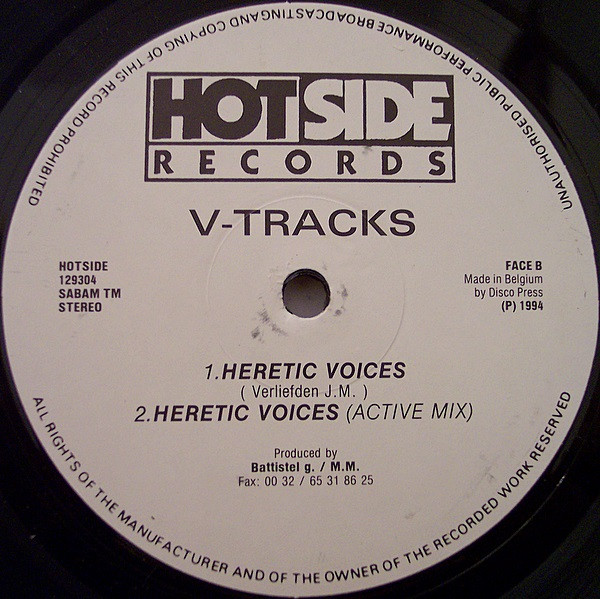 UNAUTHORISED PUBLIC PERFORMANCE BROADCASTING AND COPYING OF THIS RECORD PROHIBITED
HOTSIDE
RECORDS
V-TRACKS
HOTSIDE
129304
SABAM TM
STEREO
FACE B
Made in Belgium
by Disco Press
(P) 1994
1.HERETIC VOICES
( Verliefden J.M. )
2.HERETIC VOICES (ACTIVE MIX)
Produced by
Battistel g. / M.M.
Fax: 00 32 / 65 31 86 25
ALL RIGHTS OF THE MANUFACTURER AND OF THE OWNER OF THE RECORDED WORK RESERVED